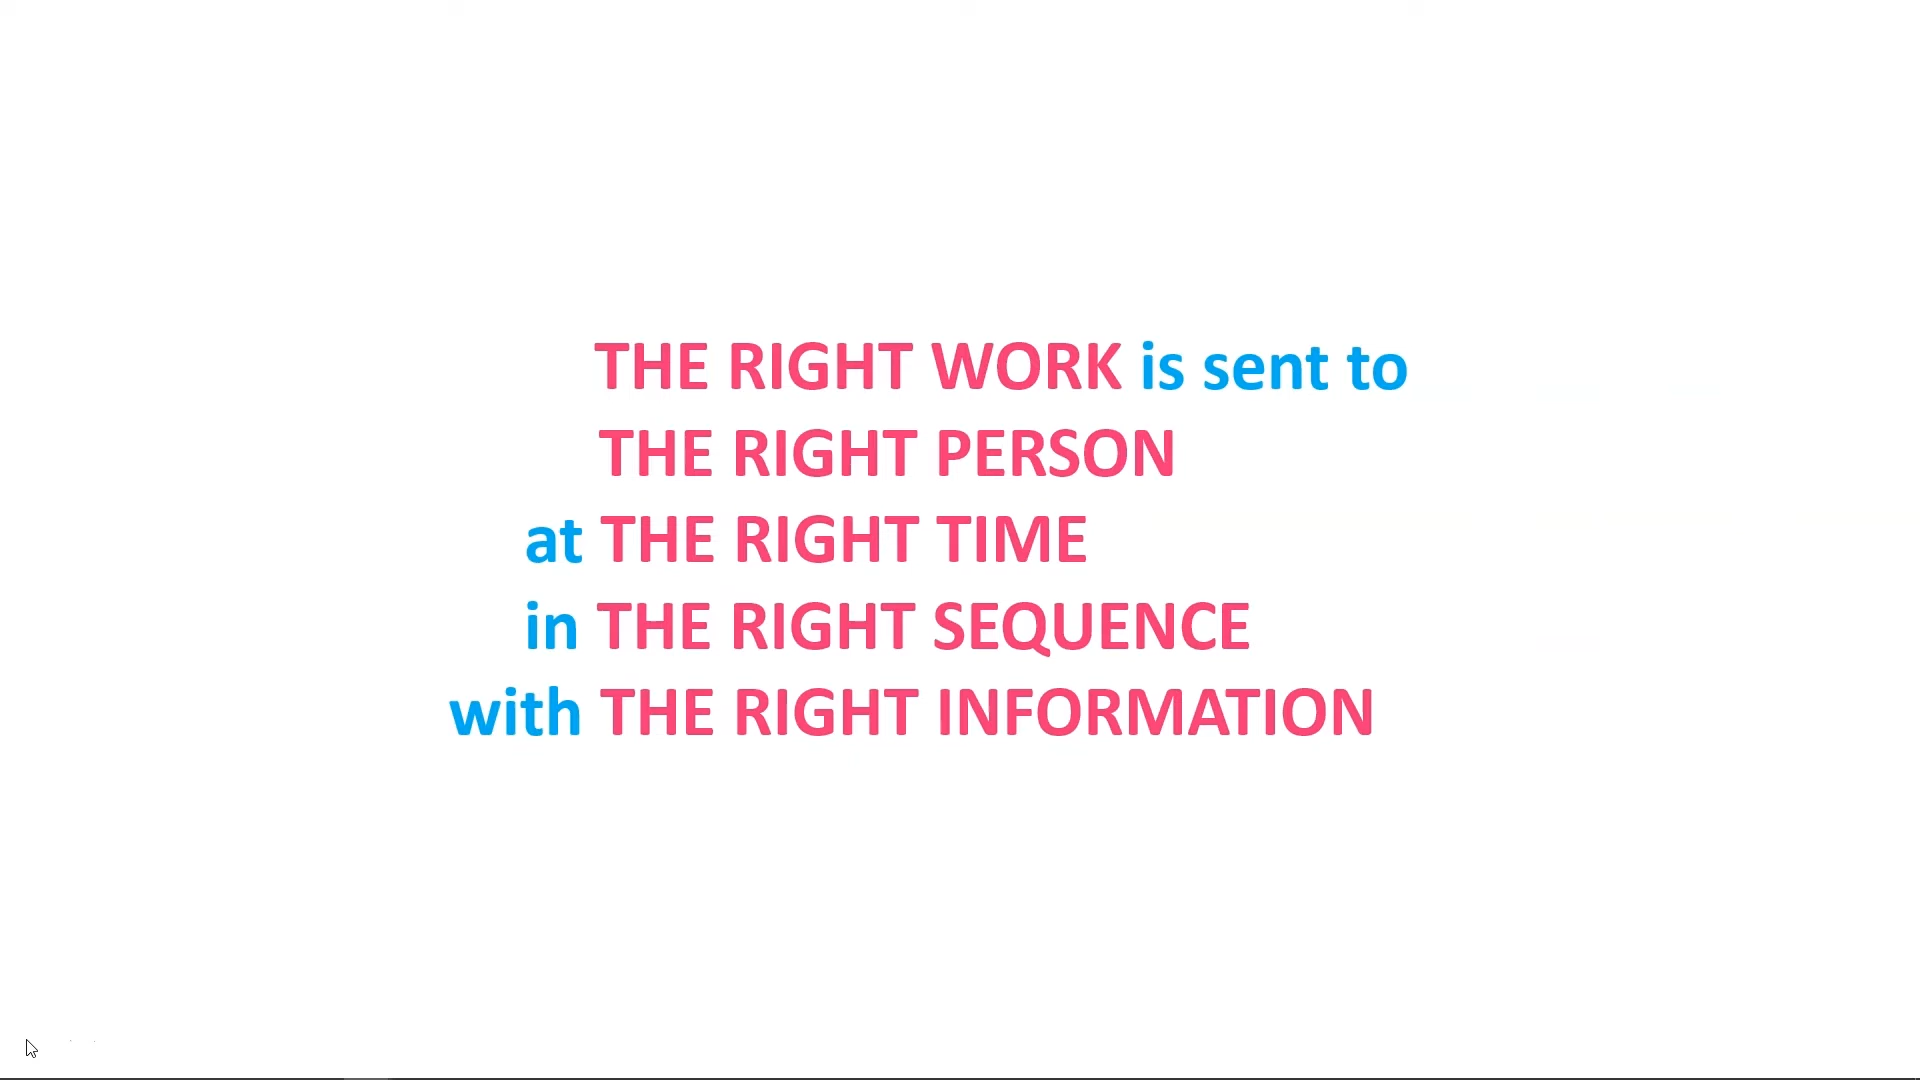 THE RIGHT WORK is sent to
THE RIGHT PERSON
at THE RIGHT TIME
in THE RIGHT SEQUENCE
with THE RIGHT INFORMATION